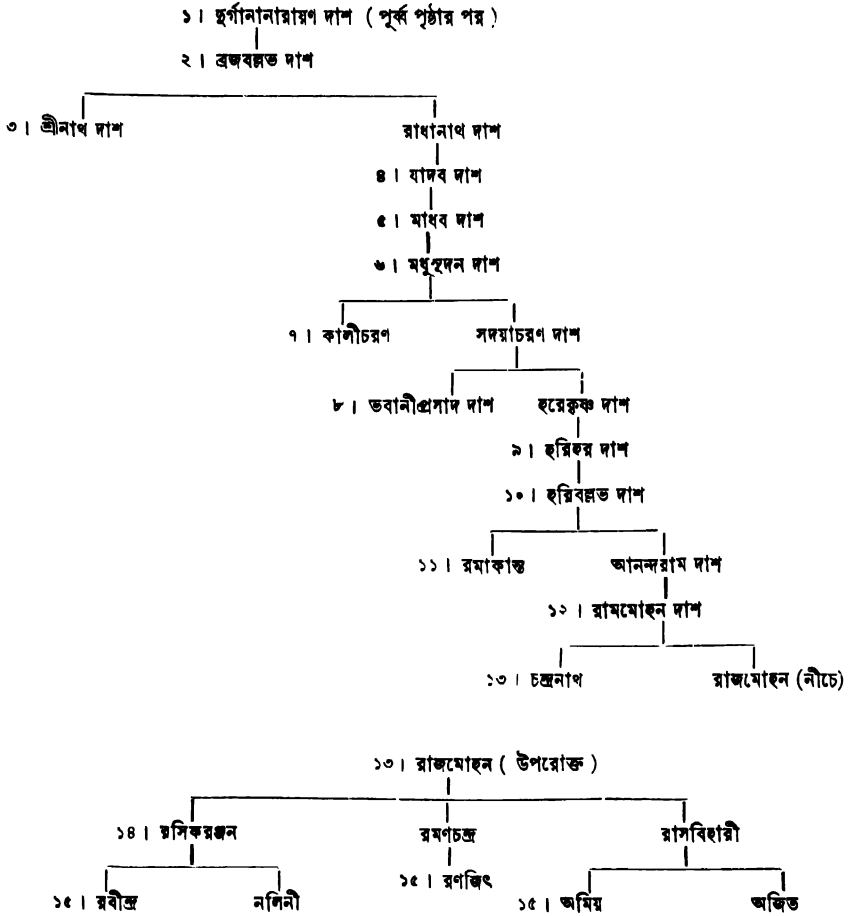 ১। দুর্গানানারায়ণ দাশ ( পূর্ব্ব পৃষ্ঠার পর )
২। ব্রজবল্লভ দাশ
৩। শ্রীনাথ দাশ রাধানাথ দাশ
৪। যাদব দাশ
৫। মাধব দাশ
৬। মধুসূদন দাশ
৭। কালীচরণ সদয়াচরণ দাশ
৮। ভবানীপ্রসাদ দাশ হরেকৃষ্ণ দাশ
৯। হরিহর দাশ
১০। হরিবল্লভ দাশ
১১। রমাকান্ত আনন্দরাম দাশ
১২। রামমোহন দাশ
১৩। চন্দ্রনাথ রাজমোহন (নীচে)
১৩। রাজমোহন ( উপরোক্ত )
১৪। রসিকরঞ্জন রমণচন্দ্র রাসবিহারী
১৫। রবীন্দ্র নলিনী ১৫। রণজিৎ ১৫। অমিয় অজিত